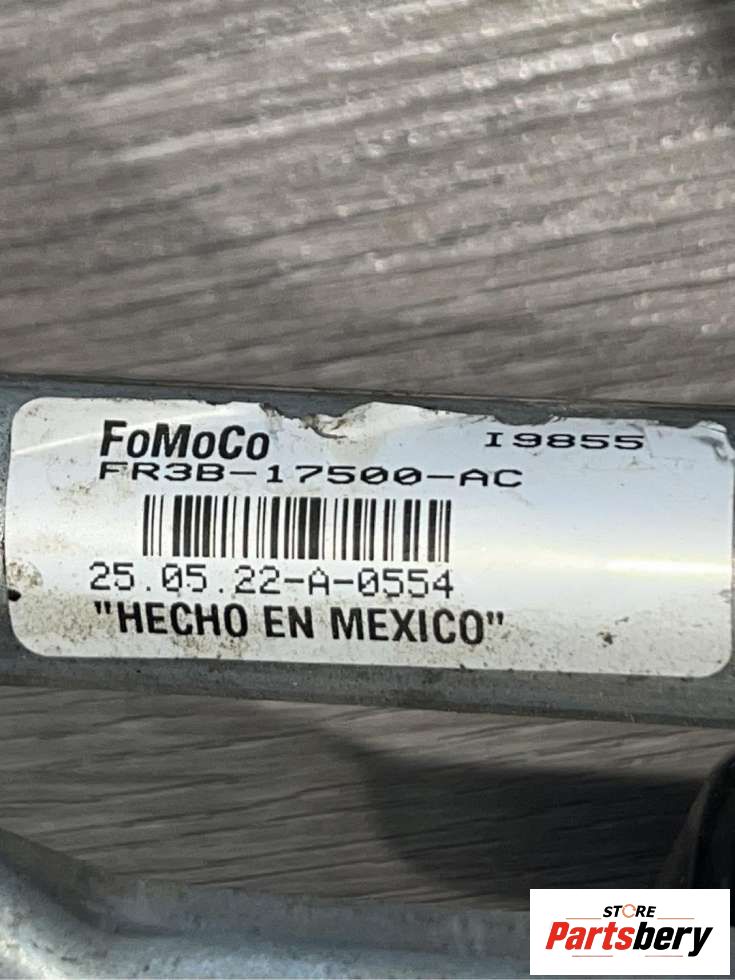 FoMoCo I9855
FR3B-17500-AC
25.05.22-A-0554
"HECHO EN MEXICO"
STORE
Partsbery